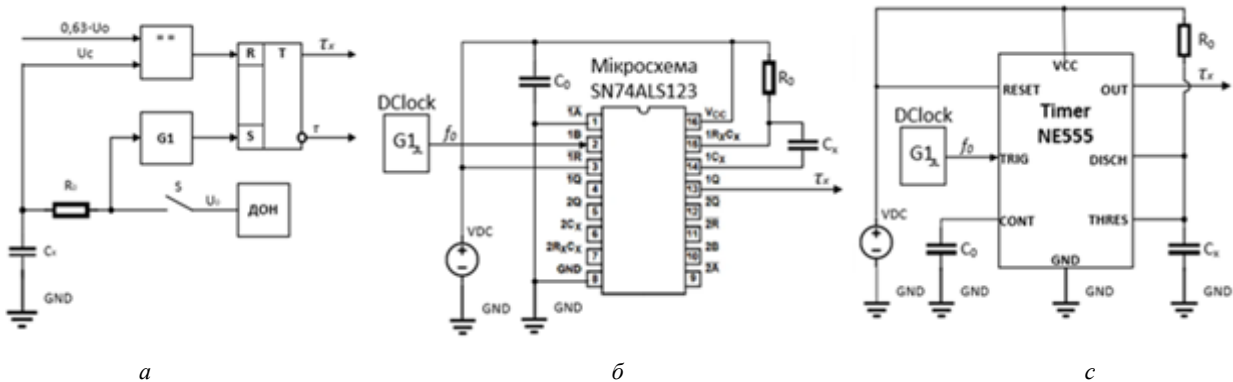 0,63·Uo
Uc
= =
R
T
S
τx
τ
G1
S
ДОН
GND
Мікросхема
SN74ALS123
DClock
G1
f0
C0
R0
Cx
1A
1
1B
2
1R
3
1Q
4
2Q
5
2CX
6
2RXCX
7
GND
8
16
VCC
15
1RXCX
14
1CX
13
1Q
12
2Q
11
2R
10
2B
9
2A
τx
VDC
GND
GND
VCC
RESET
OUT
Timer
NE555
R0
τx
DClock
G1
f0
TRIG
DISCH
CONT
THRES
GND
VDC
C0
Cx
GND
GND
GND
GND
а
б
с